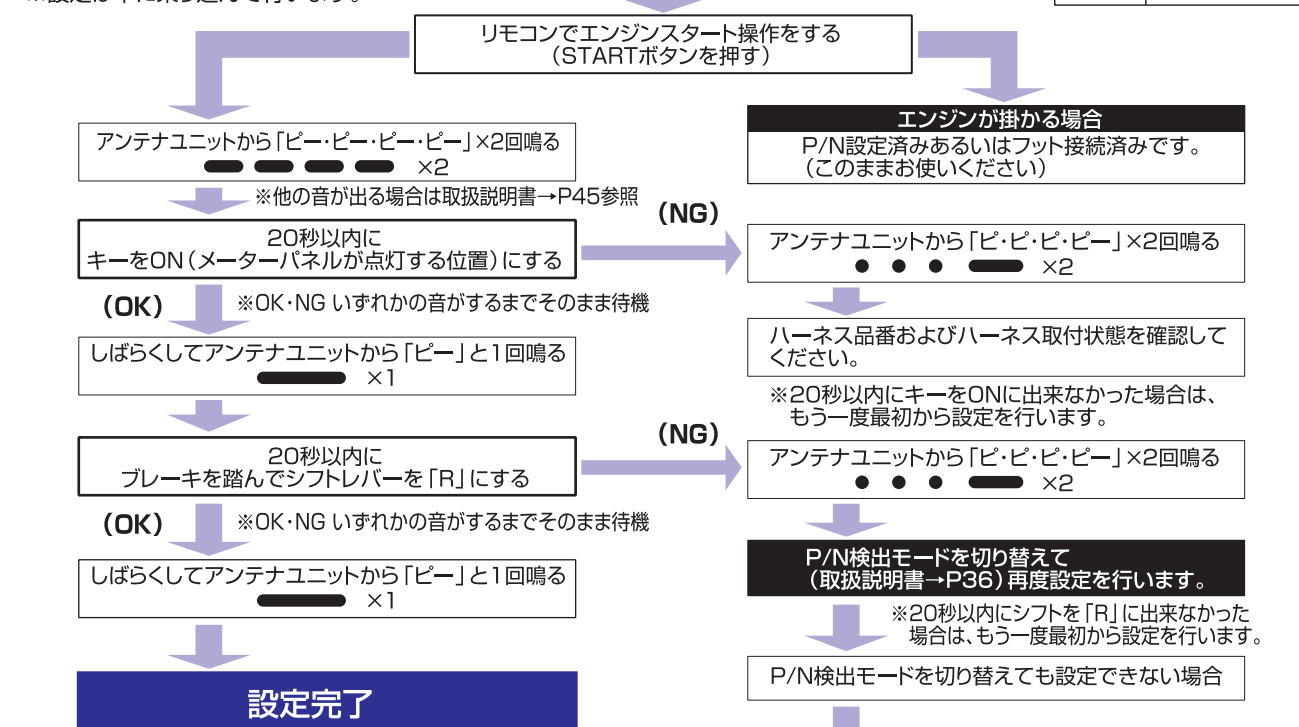 ※設定は車に乗り込んで行います。
リモコンでエンジンスタート操作をする
（STARTボタンを押す）
アンテナユニットから「ピー・ピー・ピー・ピー」×2回鳴る
×2
※他の音が出る場合は取扱説明書→P45参照
エンジンが掛かる場合
P/N設定済みあるいはフット接続済みです。
（このままお使いください）
20秒以内に
キーをON（メーターパネルが点灯する位置）にする
（NG）
アンテナユニットから「ピ・ピ・ピ・ピー」×2回鳴る
×2
（OK）
※OK・NG いずれかの音がするまでそのまま待機
ハーネス品番およびハーネス取付状態を確認して
ください。
※20秒以内にキーをONに出来なかった場合は、
もう一度最初から設定を行います。
しばらくしてアンテナユニットから「ピー」と1回鳴る
×1
20秒以内に
ブレーキを踏んでシフトレバーを「R」にする
（NG）
アンテナユニットから「ピ・ピ・ピ・ピー」×2回鳴る
×2
（OK）
※OK・NG いずれかの音がするまでそのまま待機
P/N検出モードを切り替えて
（取扱説明書→P36）再度設定を行います。
※20秒以内にシフトを「R」に出来なかった
場合は、もう一度最初から設定を行います。
しばらくしてアンテナユニットから「ピー」と1回鳴る
×1
P/N検出モードを切り替えても設定できない場合
設定完了